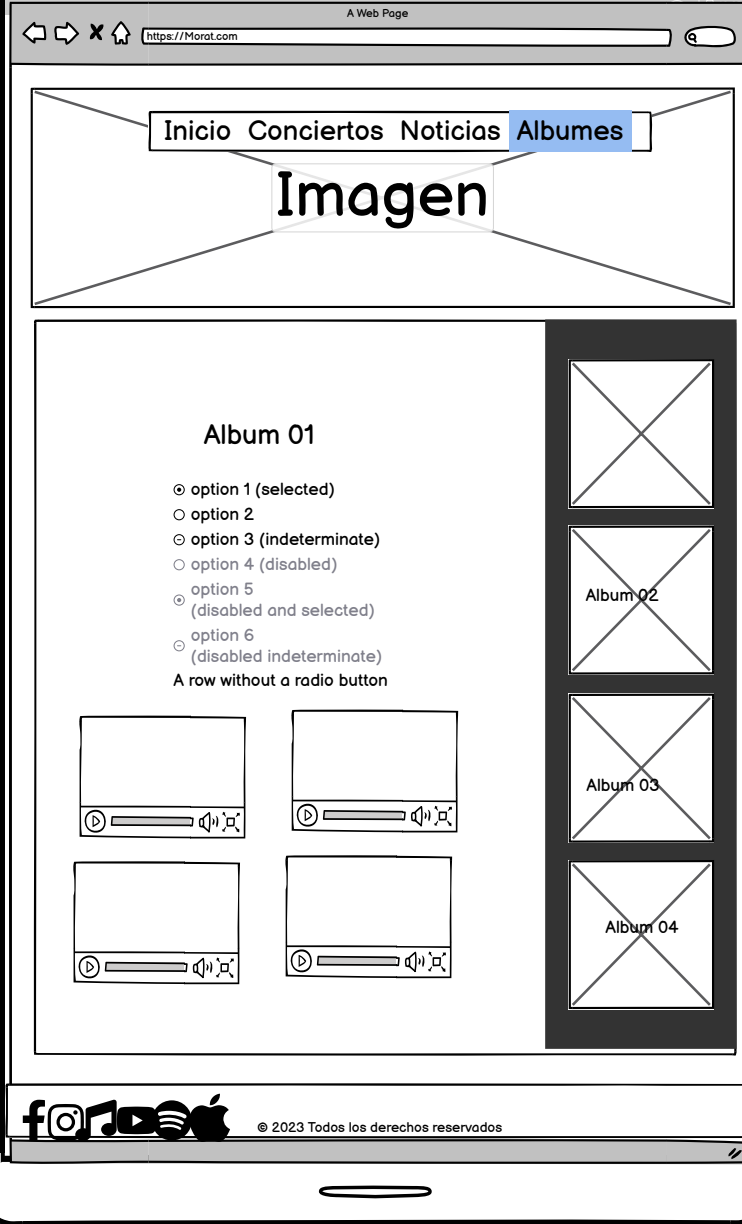 A Web Page
https://Morat.com
Inicio Conciertos Noticias Albumes
Imagen
Album 01
option 1 (selected)
option 2
option 3 (indeterminate)
option 4 (disabled)
option 5
(disabled and selected)
option 6
(disabled indeterminate)
A row without a radio button
Album 02
Album 03
Album 04
© 2023 Todos los derechos reservados